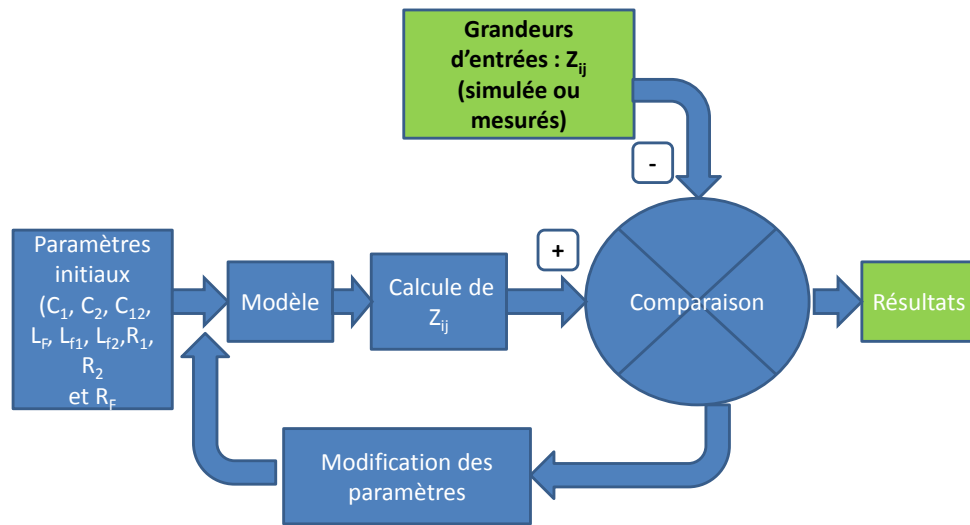 Grandeurs
d'entrées : Zij
(simulée ou
mesurés)
-
+
Paramètres
initiaux
(C1, C2, C12,
LF, Lf1, Lf2,R1,
R2
et RF
Modèle
Calcule de
Zij
Comparaison
Résultats
Modification des
paramètres